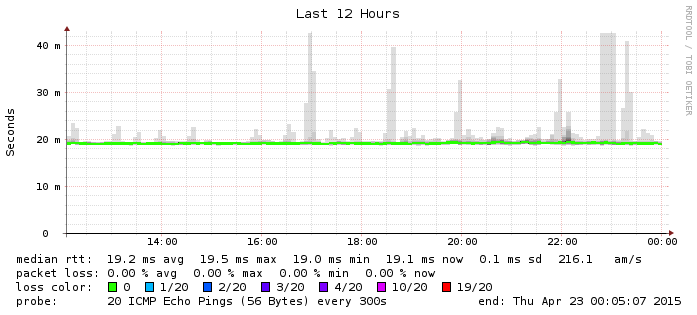 Last 12 Hours
RRDTOOL / TOBI OETIKER
Seconds
40 m
30 m
20 m
10 m
0
14:00 16:00 18:00 20:00 22:00 00:00
median rtt: 19.2 ms avg 19.5 ms max 19.0 ms min 19.1 ms now 0.1 ms sd 216.1 am/s
packet loss: 0.00 % avg 0.00 % max 0.00 % min 0.00 % now
loss color: 0 1/20 2/20 3/20 4/20 10/20 19/20
probe: 20 ICMP Echo Pings (56 Bytes) every 300s end: Thu Apr 23 00:05:07 2015